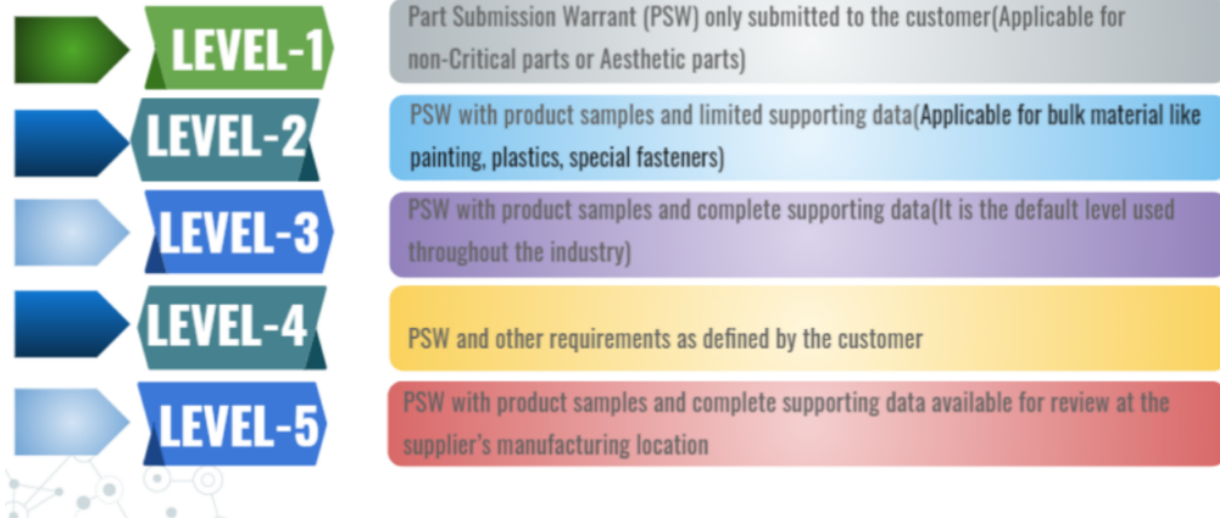 LEVEL-1
Part Submission Warrant (PSW) only submitted to the customer(Applicable for
non-Critical parts or Aesthetic parts)
LEVEL-2
PSW with product samples and limited supporting data(Applicable for bulk material like
painting, plastics, special fasteners)
LEVEL-3
PSW with product samples and complete supporting data(It is the default level used
throughout the industry)
LEVEL-4
PSW and other requirements as defined by the customer
LEVEL-5
PSW with product samples and complete supporting data available for review at the
supplier's manufacturing location